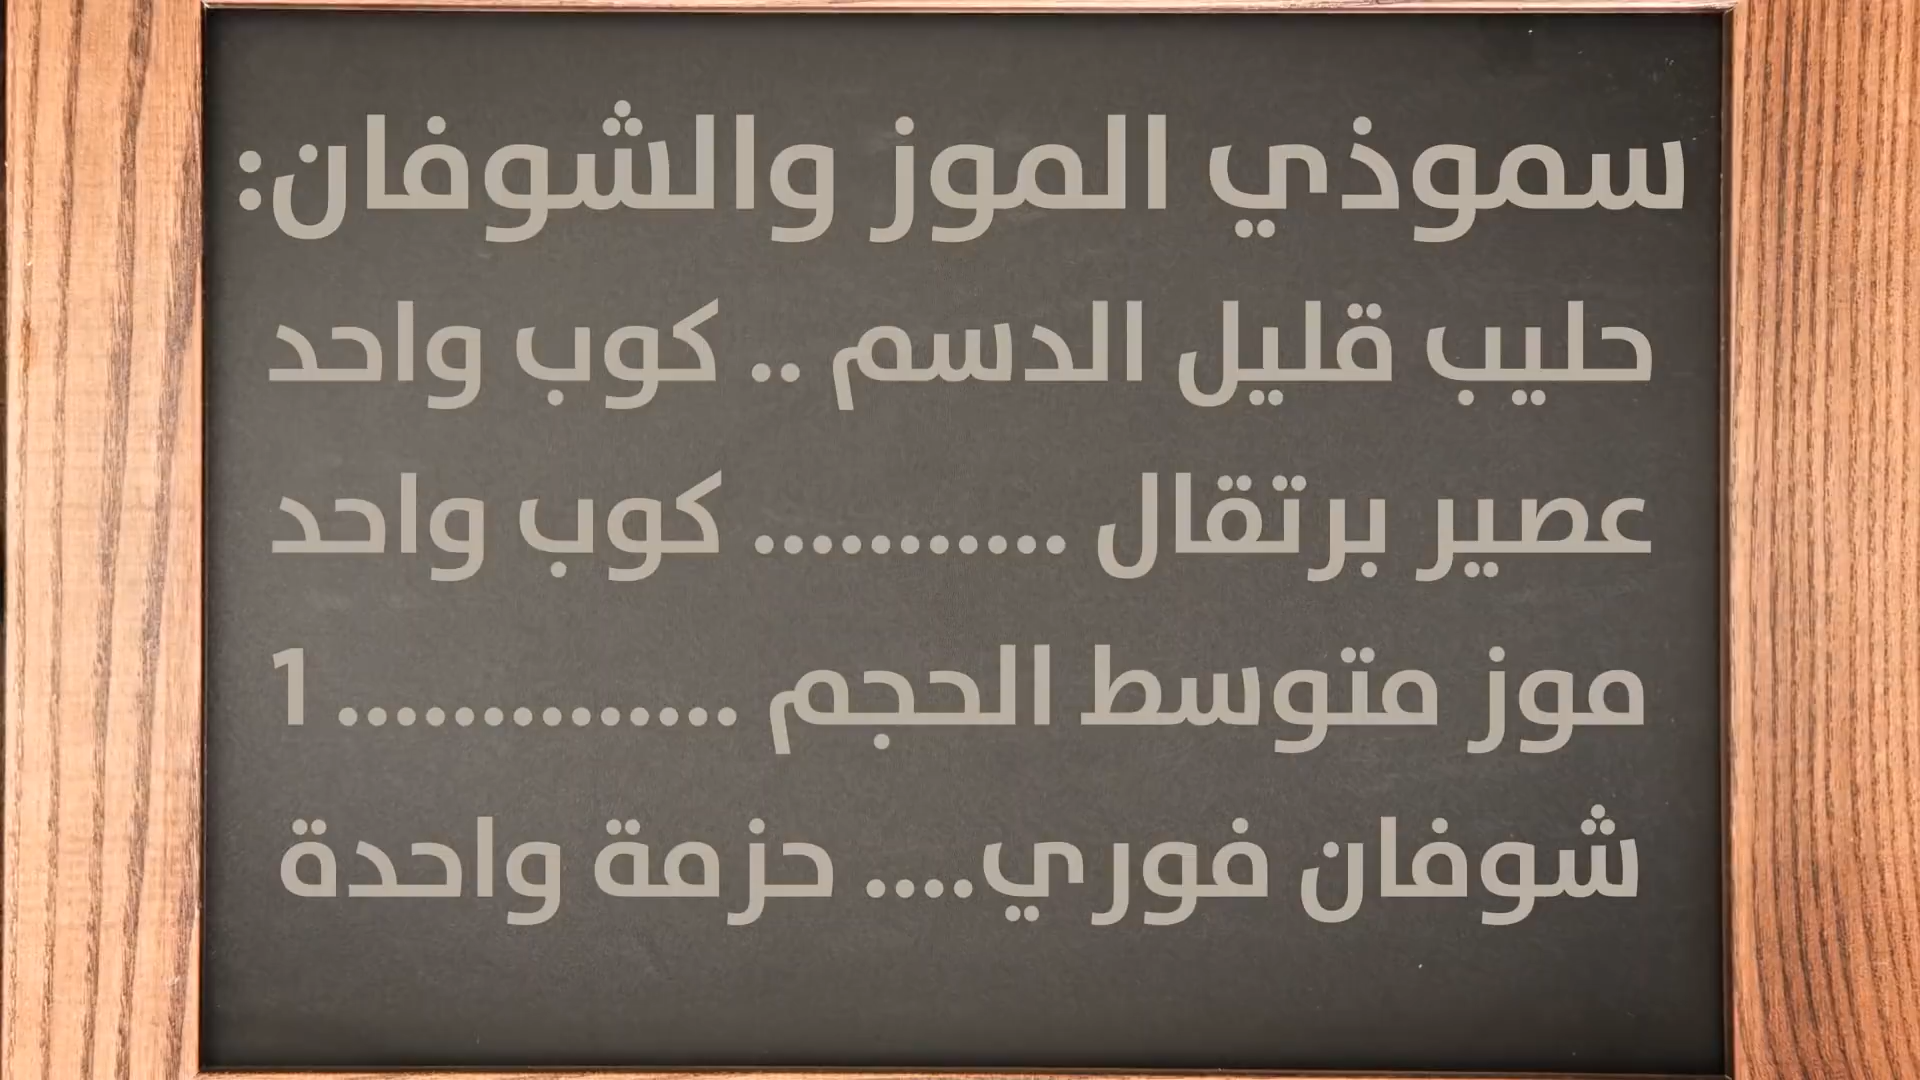 سموذي الموز والشوفان:
حليب قليل الدسم .. كوب واحد
عصير برتقال ........... كوب واحد
موز متوسط الحجم .............. 1
شوفان فوري.... حزمة واحدة